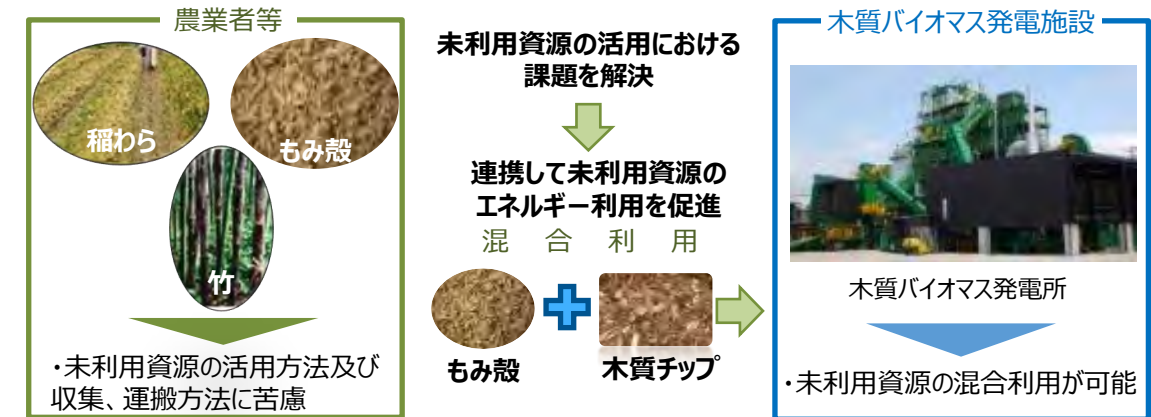 農業者等
稲わら
もみ殻
竹
・未利用資源の活用方法及び
収集、運搬方法に苦慮
未利用資源の活用における
課題を解決
連携して未利用資源の
エネルギー利用を促進
混合利用
もみ殻
木質チップ
木質バイオマス発電施設
木質バイオマス発電所
・未利用資源の混合利用が可能